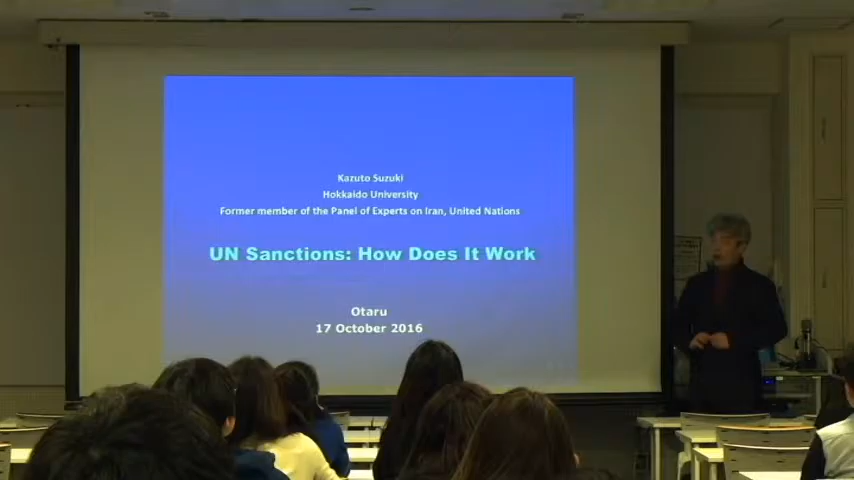 Kazuto Suzuki
Hokkaido University
Former member of the Panel of Experts on Iran, United Nations
UN Sanctions: How Does It Work
Otaru
17 October 2016